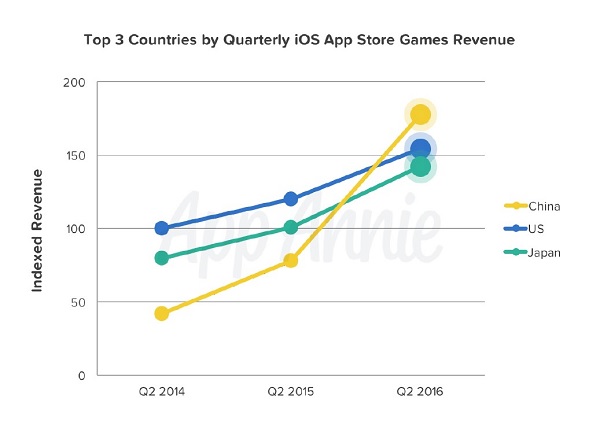 Top 3 Countries by Quarterly iOS App Store Games Revenue
200
150
100
50
0
Indexed Revenue
App Annie
China
US
Japan
Q2 2014
Q2 2015
Q2 2016